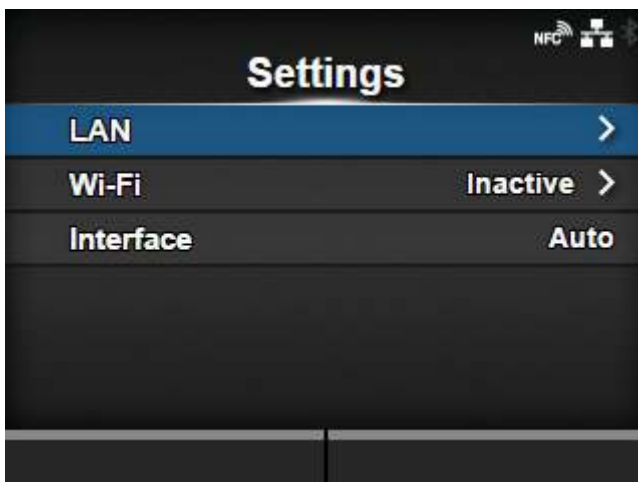 NFC
Settings
LAN >
Wi-Fi Inactive >
Interface Auto